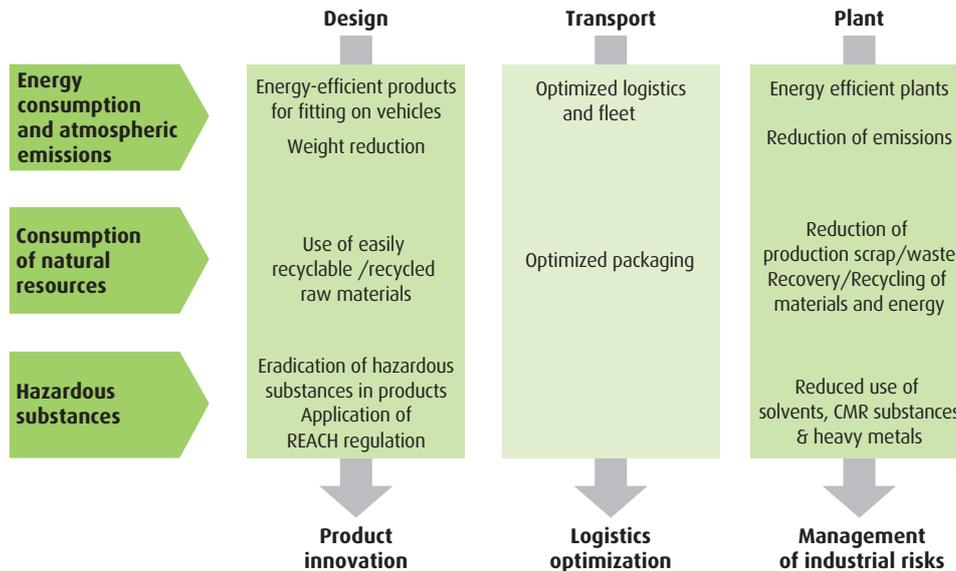 Design
Transport
Plant
Energy
consumption
and atmospheric
emissions
Energy-efficient products
for fitting on vehicles
Weight reduction
Optimized logistics
and fleet
Energy efficient plants
Reduction of emissions
Consumption
of natural
resources
Use of easily
recyclable /recycled
raw materials
Optimized packaging
Reduction of
production scrap/waste
Recovery/Recycling of
materials and energy
Hazardous
substances
Eradication of hazardous
substances in products
Application of
REACH regulation
Reduced use of
solvents, CMR substances
& heavy metals
Product
innovation
Logistics
optimization
Management
of industrial risks